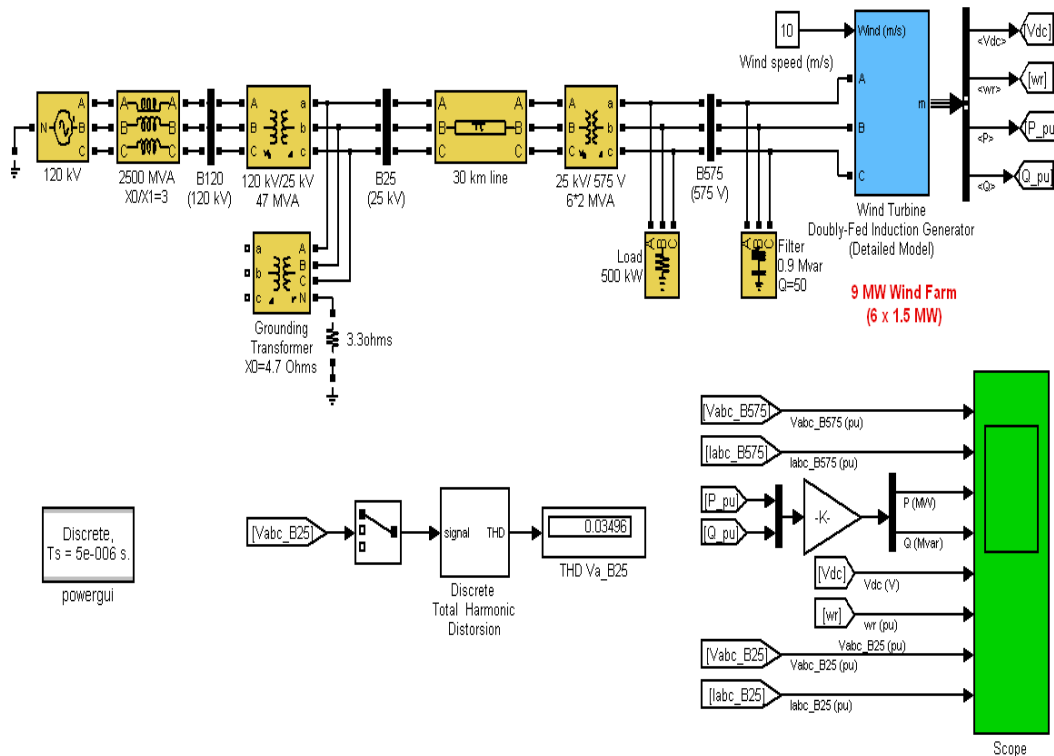 10
Wind speed (m/s)
Wind (m/s)
A
B
C
m
<Vdc>
<wr>
<P>
<Q>
[Vdc]
[wr]
[P_pu]
[Q_pu]
Wind Turbine
Doubly-Fed Induction Generator
(Detailed Model)
9 MW Wind Farm
(6 x 1.5 MW)
N
A
B
C
120 kV
A A
B B
C C
2500 MVA
X0/X1=3
B120
(120 kV)
A a
B b
C c
120 kV/25 kV
47 MVA
B25
(25 kV)
A A
B B
C C
30 km line
A a
B b
C c
25 kV/ 575 V
6*2 MVA
B575
(575 V)
A B C
Load
500 kW
A B C
Filter
0.9 Mvar
Q=50
a A
b B
c C
N
Grounding
Transformer
X0=4.7 Ohms
3.3ohms
Discrete,
Ts = 5e-006 s.
powergui
[Vabc_B25]
signal THD
Discrete
Total Harmonic
Distorsion
0.03496
THD Va_B25
[Vabc_B575]
Vabc_B575 (pu)
[Iabc_B575]
Iabc_B575 (pu)
[P_pu]
[Q_pu]
-K-
P (MW)
Q (Mvar)
[Vdc]
Vdc (V)
[wr]
wr (pu)
Vabc_B25 (pu)
[Vabc_B25]
Vabc_B25 (pu)
[Iabc_B25]
Iabc_B25 (pu)
Scope